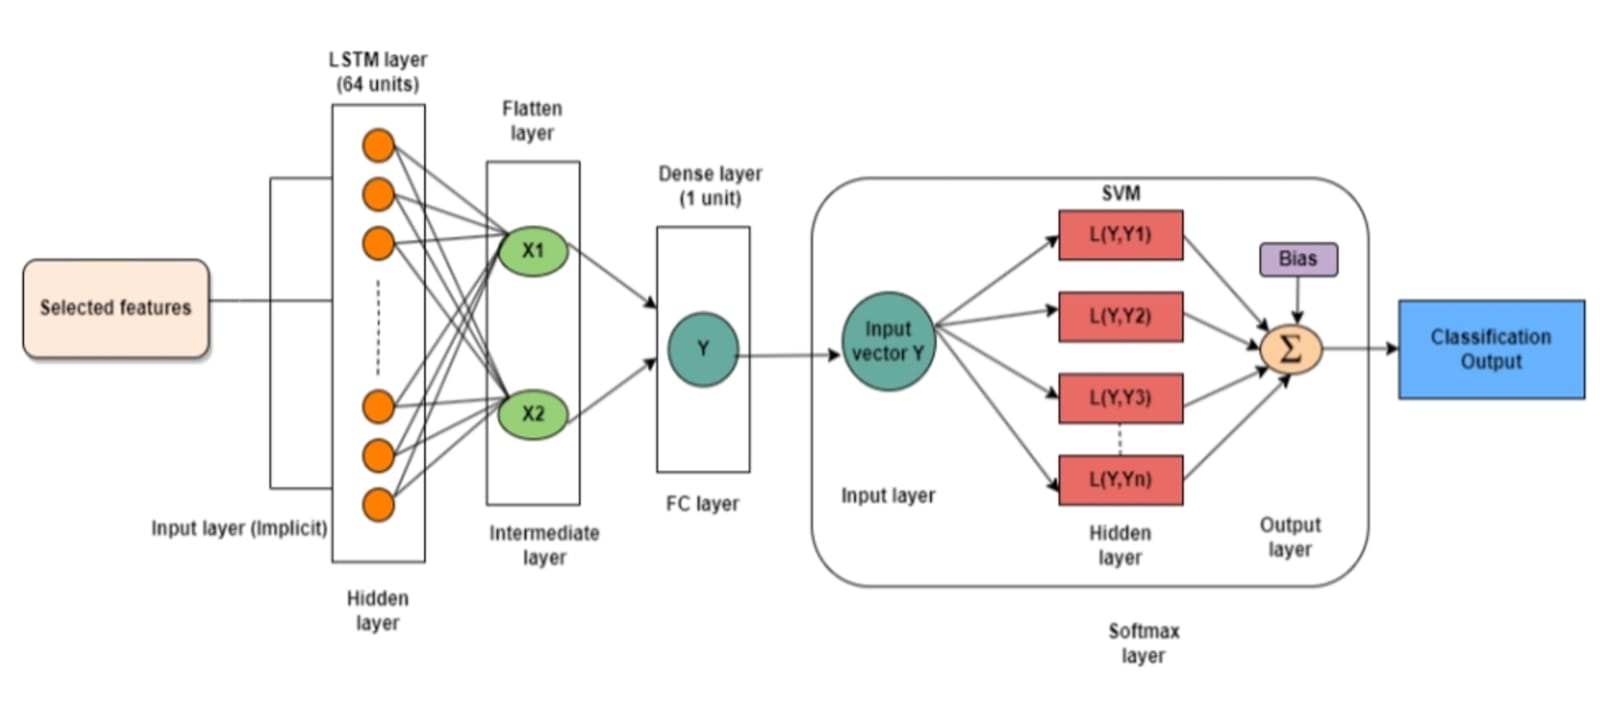 Selected features
Input layer (Implicit)
LSTM layer
(64 units)
Hidden
layer
Flatten
layer
X1
X2
Intermediate
layer
Dense layer
(1 unit)
Y
FC layer
Input
vector Y
Input layer
SVM
L(Y,Y1)
L(Y,Y2)
L(Y,Y3)
L(Y,Yn)
Hidden
layer
Bias
Σ
Output
layer
Softmax
layer
Classification
Output